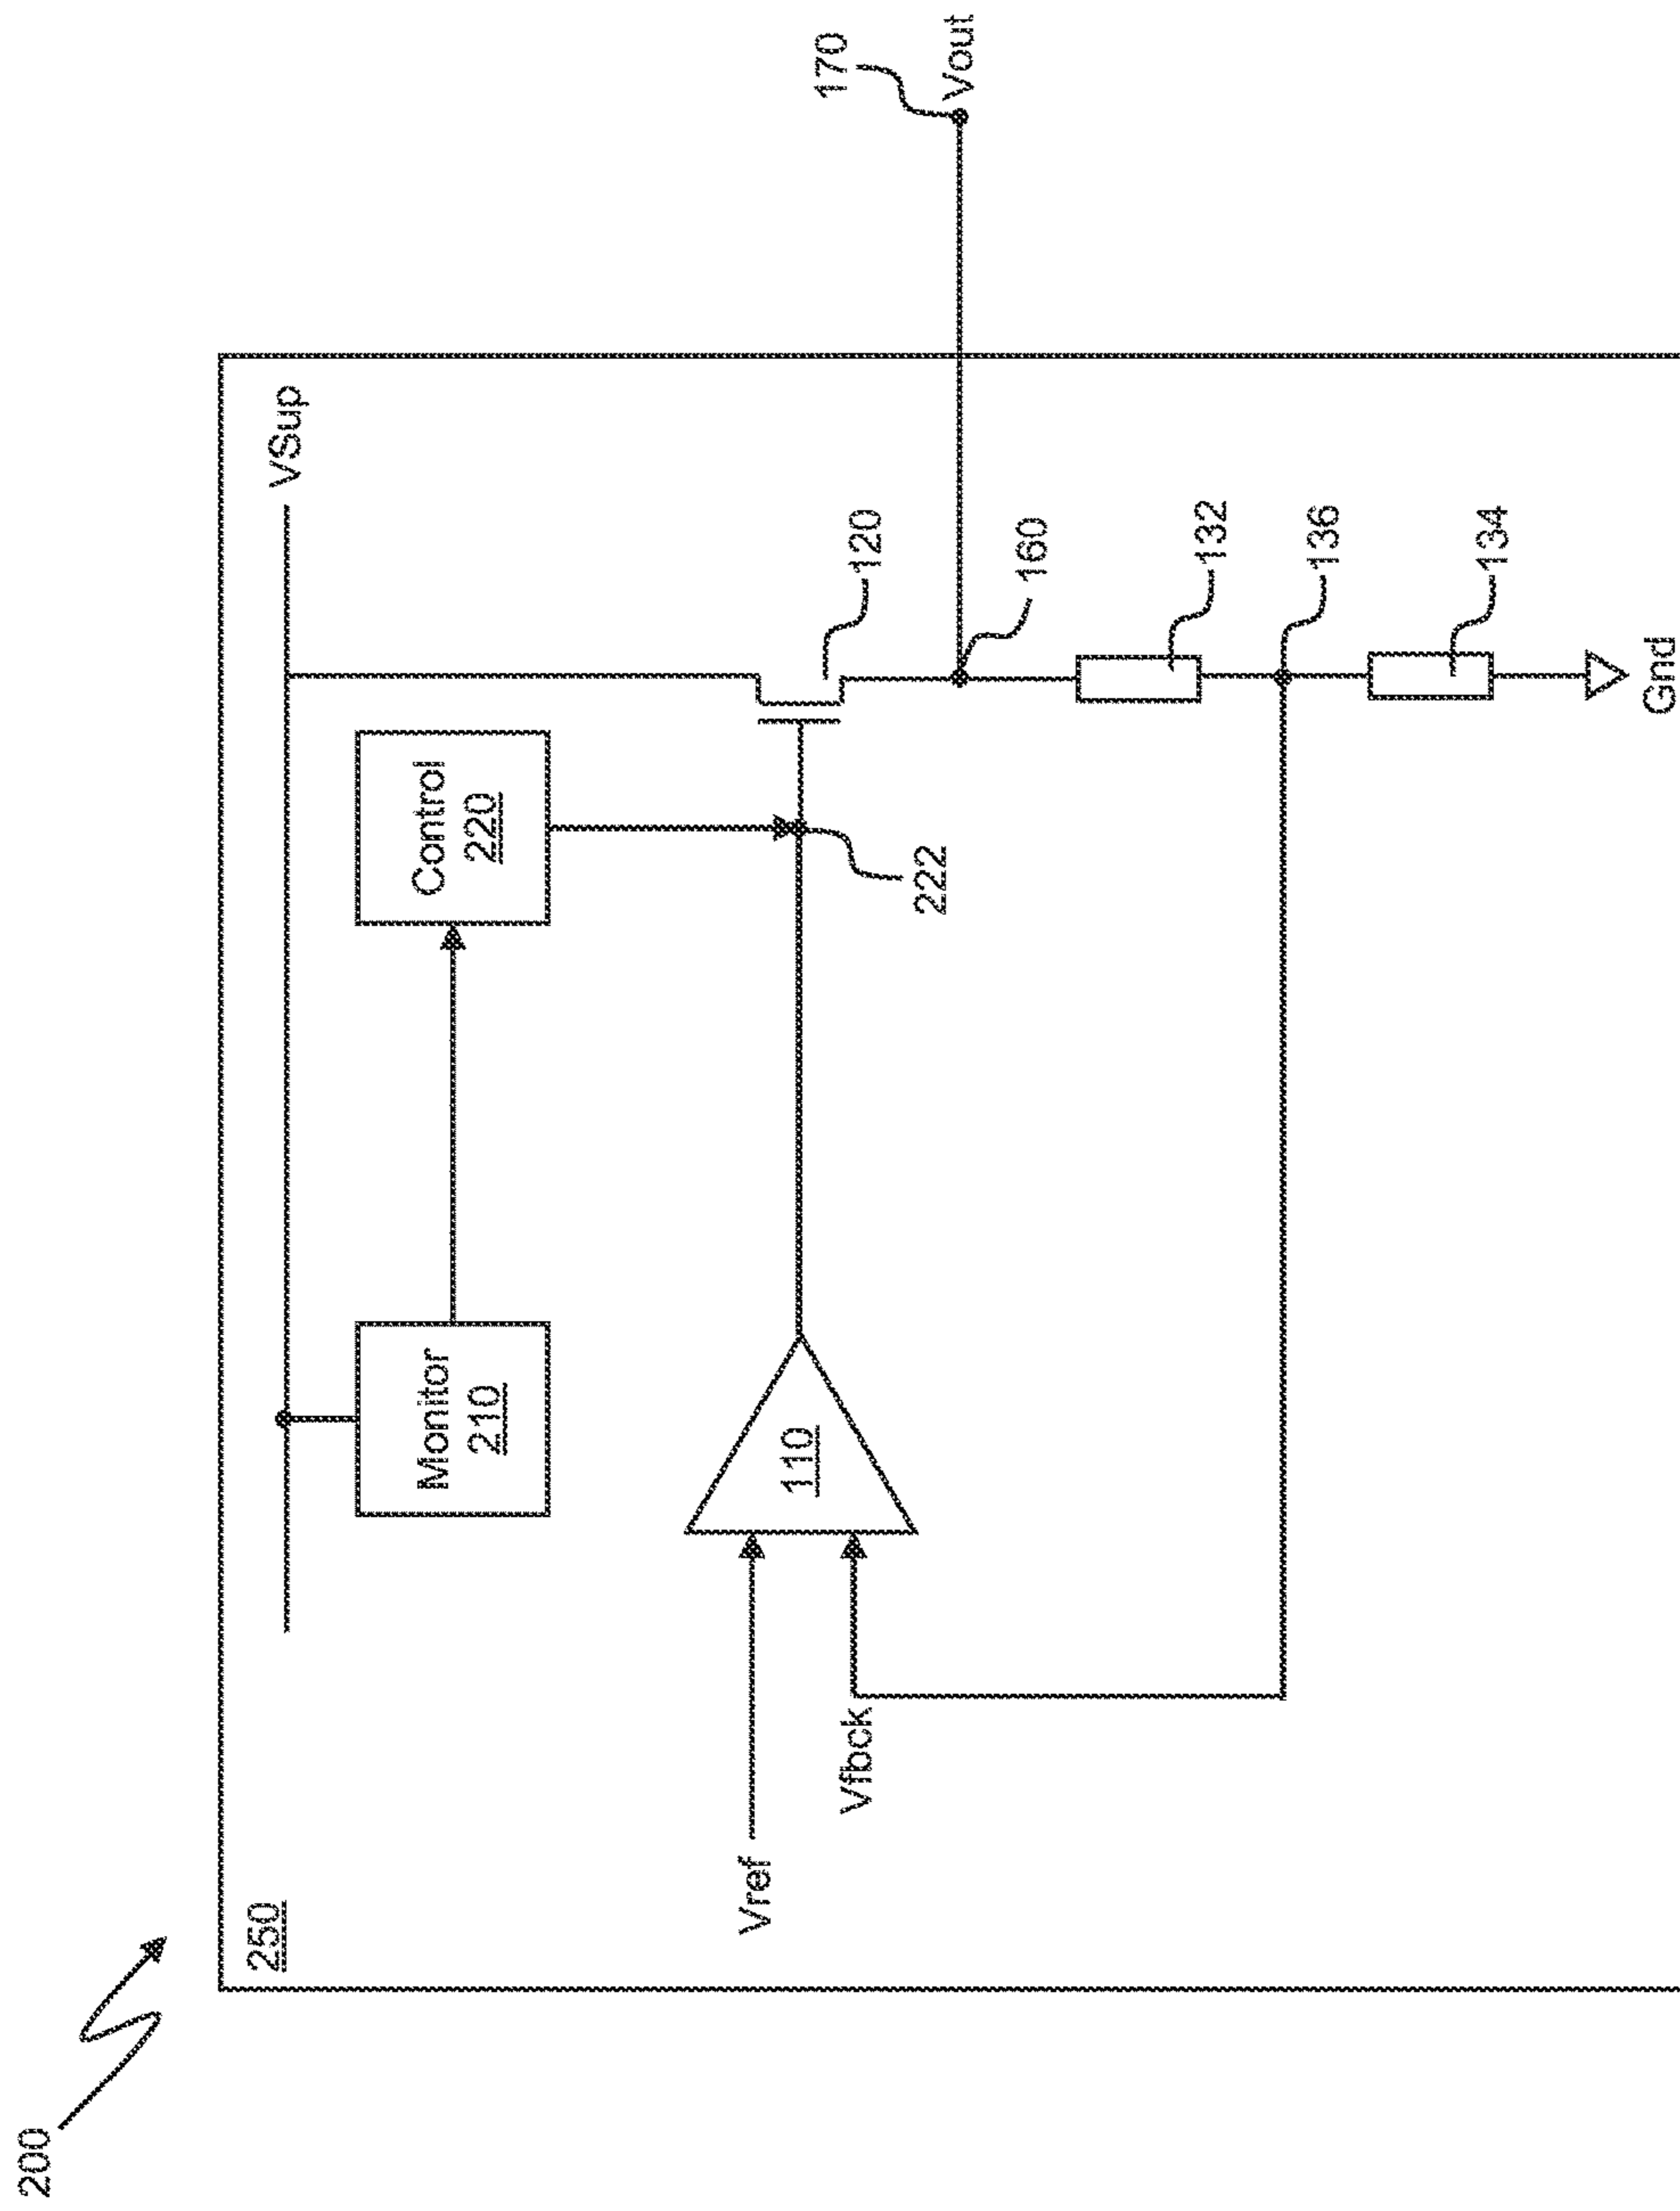 200
250
VSup
Monitor
210
Control
220
Vref
Vfbck
110
222
120
160
170
Vout
132
136
134
Gnd